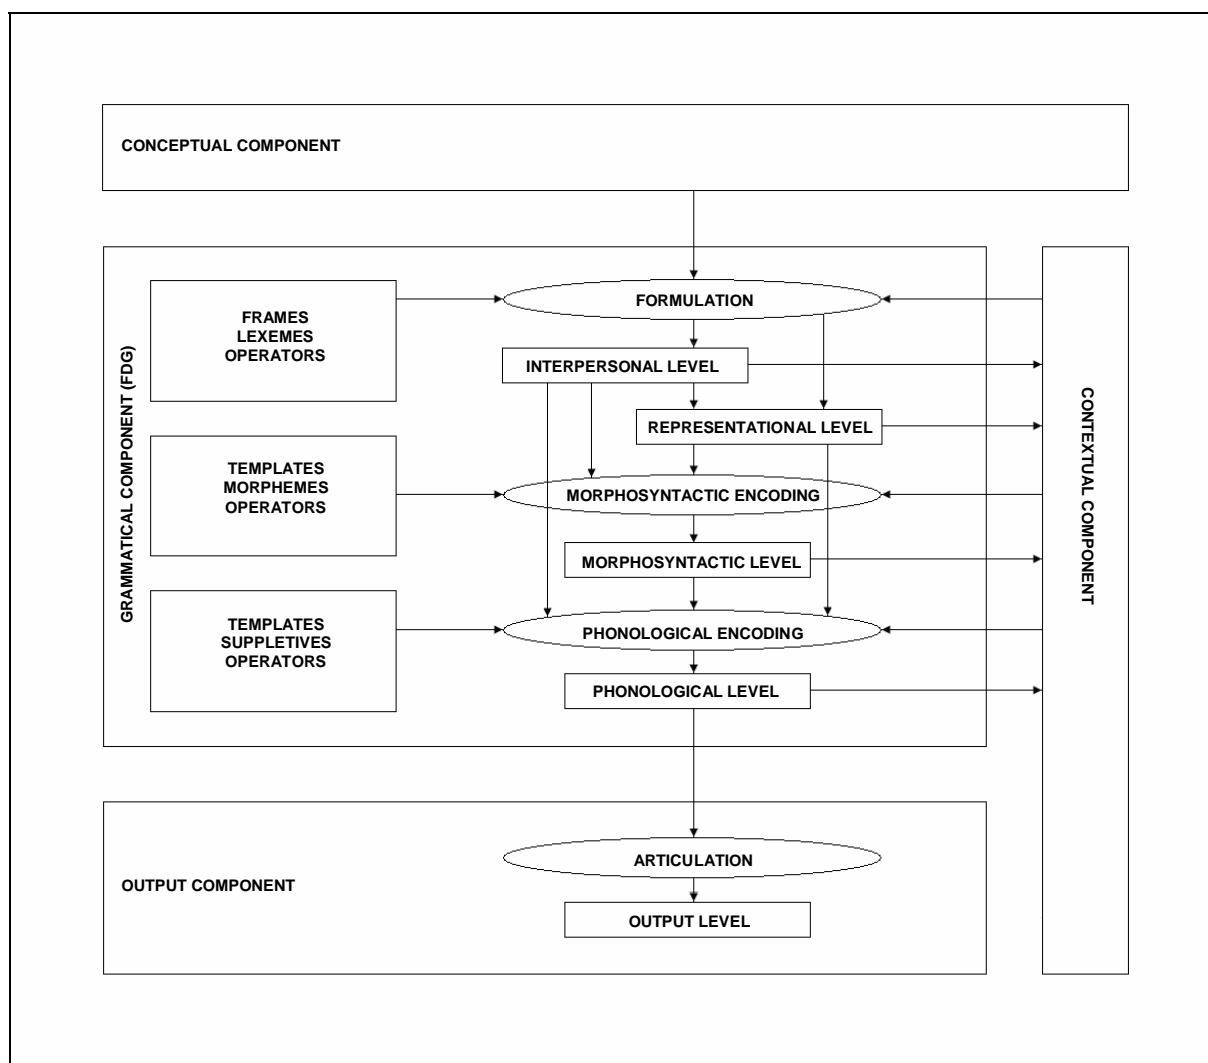 CONCEPTUAL COMPONENT
GRAMMATICAL COMPONENT (FDG)
FRAMES
LEXEMES
OPERATORS
FORMULATION
INTERPERSONAL LEVEL
REPRESENTATIONAL LEVEL
TEMPLATES
MORPHEMES
OPERATORS
MORPHOSYNTACTIC ENCODING
MORPHOSYNTACTIC LEVEL
TEMPLATES
SUPPLETIVES
OPERATORS
PHONOLOGICAL ENCODING
PHONOLOGICAL LEVEL
CONTEXTUAL COMPONENT
OUTPUT COMPONENT
ARTICULATION
OUTPUT LEVEL